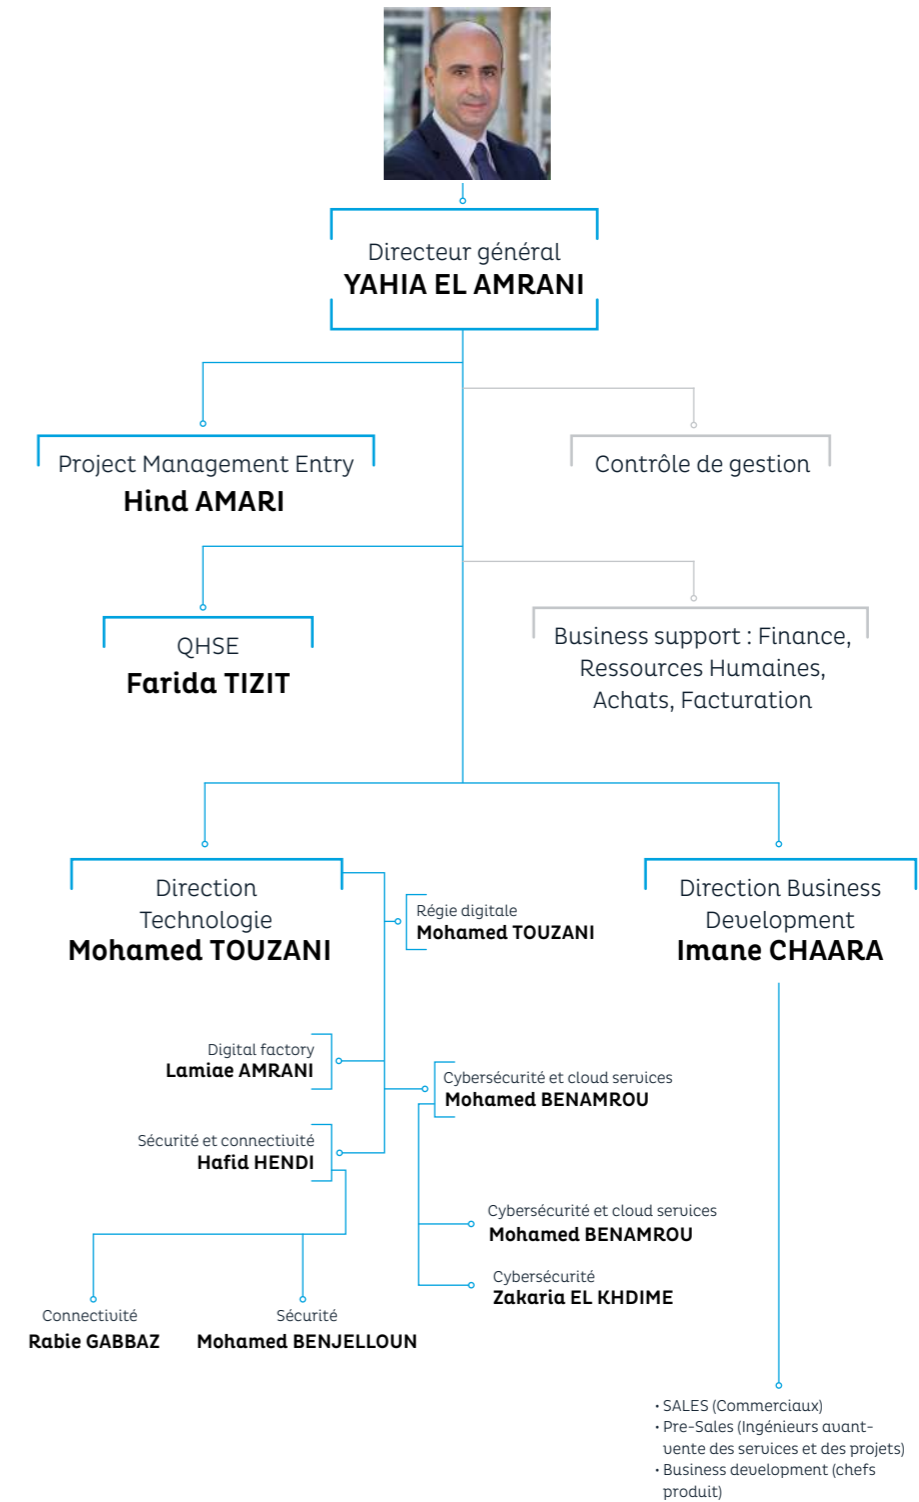 Directeur général
YAHIA EL AMRANI
Project Management Entry
Hind AMARI
Contrôle de gestion
QHSE
Farida TIZIT
Business support : Finance,
Ressources Humaines,
Achats, Facturation
Direction
Technologie
Mohamed TOUZANI
Régie digitale
Mohamed TOUZANI
Direction Business
Development
Imane CHAARA
Digital factory
Lamiae AMRANI
Cybersécurité et cloud services
Mohamed BENAMROU
Sécurité et connectivité
Hafid HENDI
Cybersécurité et cloud services
Mohamed BENAMROU
Cybersécurité
Zakaria EL KHDIME
Connectivité
Rabie GABBAZ
Sécurité
Mohamed BENJELLOUN
• SALES (Commerciaux)
• Pre-Sales (Ingénieurs avant-
vente des services et des projets)
• Business development (chefs
produit)